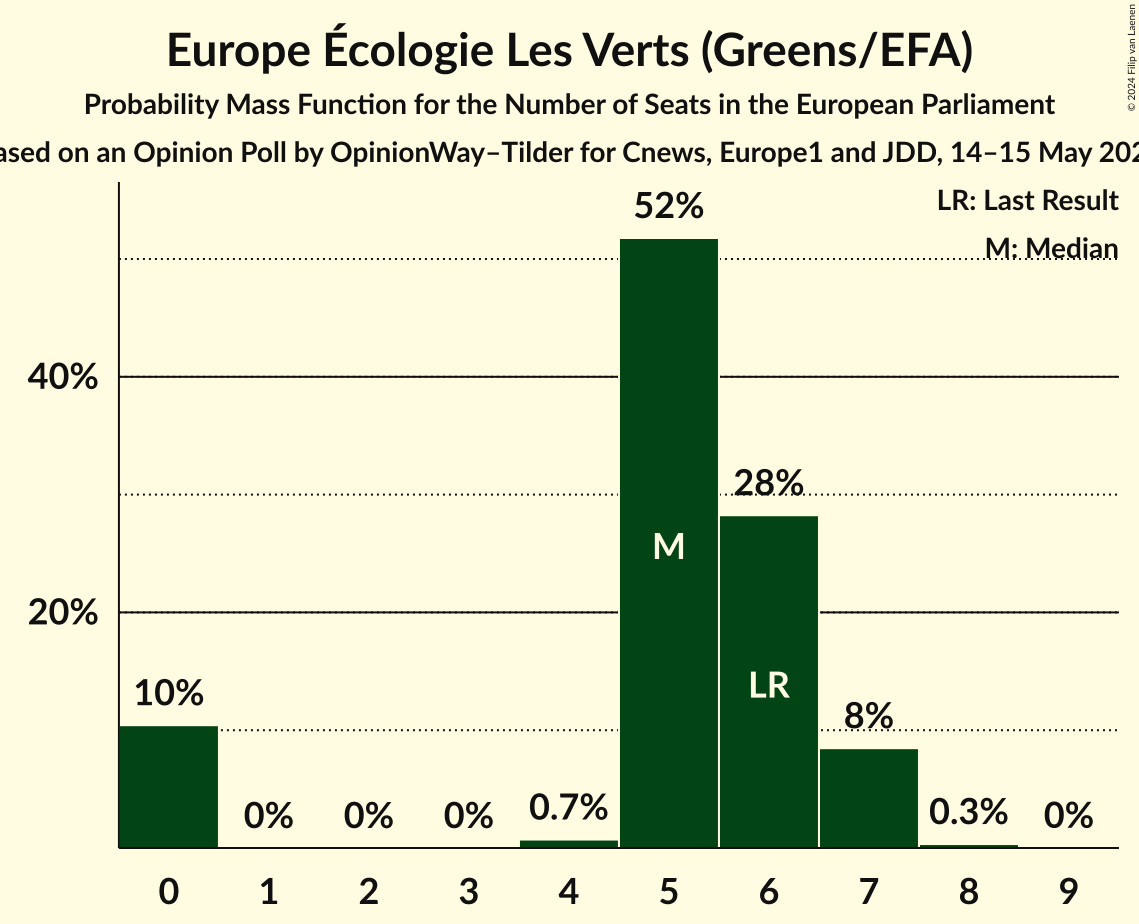 Europe Écologie Les Verts (Greens/EFA)
Probability Mass Function for the Number of Seats in the European Parliament
ased on an Opinion Poll by OpinionWay–Tilder for Cnews, Europe1 and JDD, 14–15 May 202
© 2024 Filip van Laenen
LR: Last Result
M: Median
52%
40%
28%
M
20%
LR
10%
8%
0%
0%
0%
0.7%
0.3%
0%
0 1 2 3 4 5 6 7 8 9